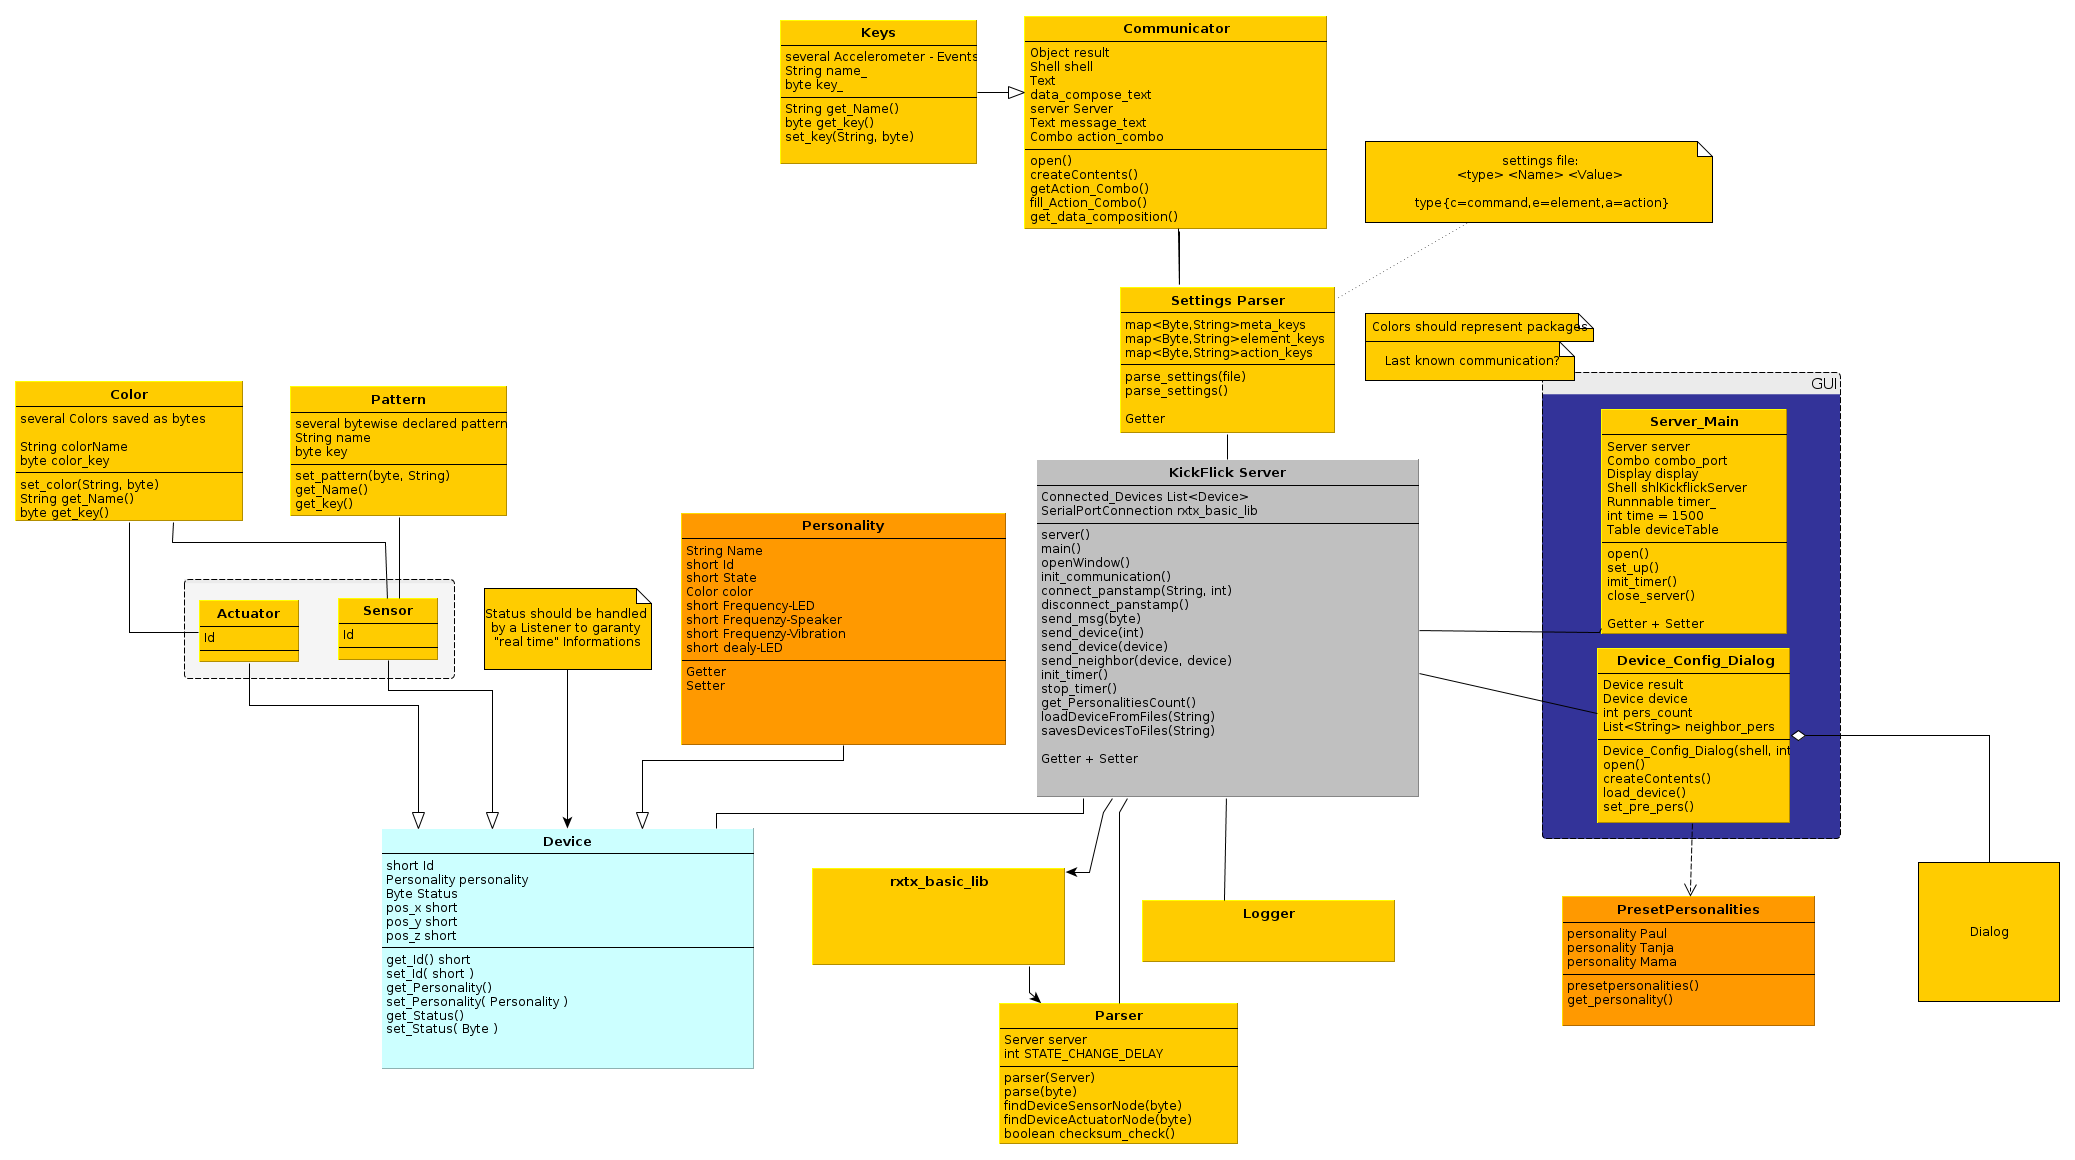 Keys
several Accelerometer - Events
String name_
byte key_
String get_Name()
byte get_key()
set_key(String, byte)
Communicator
Object result
Shell shell
Text
data_compose_text
server Server
Text message_text
Combo action_combo
open()
createContents()
getAction_Combo()
fill_Action_Combo()
get_data_composition()
settings file:
<type> <Name> <Value>
type{c=command,e=element,a=action}
Settings Parser
map<Byte,String>meta_keys
map<Byte,String>element_keys
map<Byte,String>action_keys
parse_settings(file)
parse_settings()
Getter
Colors should represent packages
Last known communication?
Color
several Colors saved as bytes
String colorName
byte color_key
set_color(String, byte)
String get_Name()
byte get_key()
Pattern
several bytewise declared pattern
String name
byte key
set_pattern(byte, String)
get_Name()
get_key()
Actuator
Id
Sensor
Id
Status should be handled
by a Listener to garanty
"real time" Informations
Personality
String Name
short Id
short State
Color color
short Frequency-LED
short Frequenzy-Speaker
short Frequenzy-Vibration
short dealy-LED
Getter
Setter
KickFlick Server
Connected_Devices List<Device>
SerialPortConnection rxtx_basic_lib
server()
main()
openWindow()
init_communication()
connect_panstamp(String, int)
disconnect_panstamp()
send_msg(byte)
send_device(int)
send_device(device)
send_neighbor(device, device)
init_timer()
stop_timer()
get_PersonalitiesCount()
loadDeviceFromFiles(String)
savesDevicesToFiles(String)
Getter + Setter
GUI
Server_Main
Server server
Combo combo_port
Display display
Shell shlKickflickServer
Runnnable timer_
int time = 1500
Table deviceTable
open()
set_up()
imit_timer()
close_server()
Getter + Setter
Device_Config_Dialog
Device result
Device device
int pers_count
List<String> neighbor_pers
Device_Config_Dialog(shell, int
open()
createContents()
load_device()
set_pre_pers()
Device
short Id
Personality personality
Byte Status
pos_x short
pos_y short
pos_z short
get_Id() short
set_Id( short )
get_Personality()
set_Personality( Personality )
get_Status()
set_Status( Byte )
rxtx_basic_lib
Logger
Parser
Server server
int STATE_CHANGE_DELAY
parser(Server)
parse(byte)
findDeviceSensorNode(byte)
findDeviceActuatorNode(byte)
boolean checksum_check()
PresetPersonalities
personality Paul
personality Tanja
personality Mama
presetpersonalities()
get_personality()
Dialog